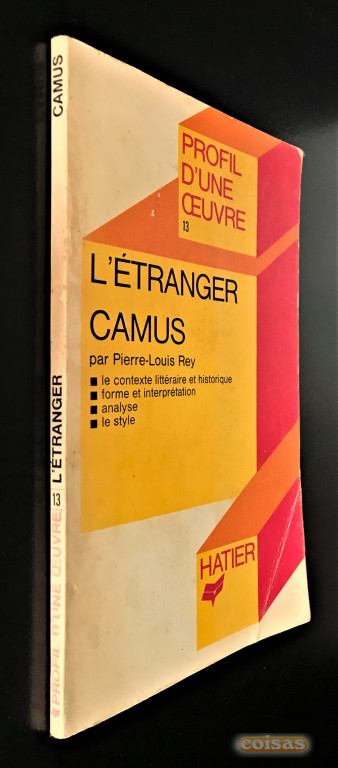 PROFIL
D'UNE
ŒUVRE
13
L'ÉTRANGER
CAMUS
par Pierre-Louis Rey
le contexte littéraire et historique
forme et interprétation
analyse
le style
HATIER
CAMUS
L'ÉTRANGER
13
PROFIL D'UNE ŒUVRE
coisas